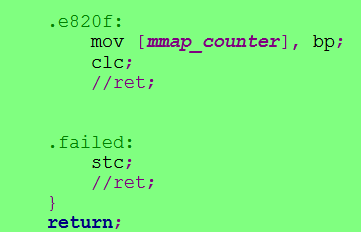 .e820f:
mov [mmap_counter], bp;
clc;
//ret;
.failed:
stc;
//ret;
}
return;